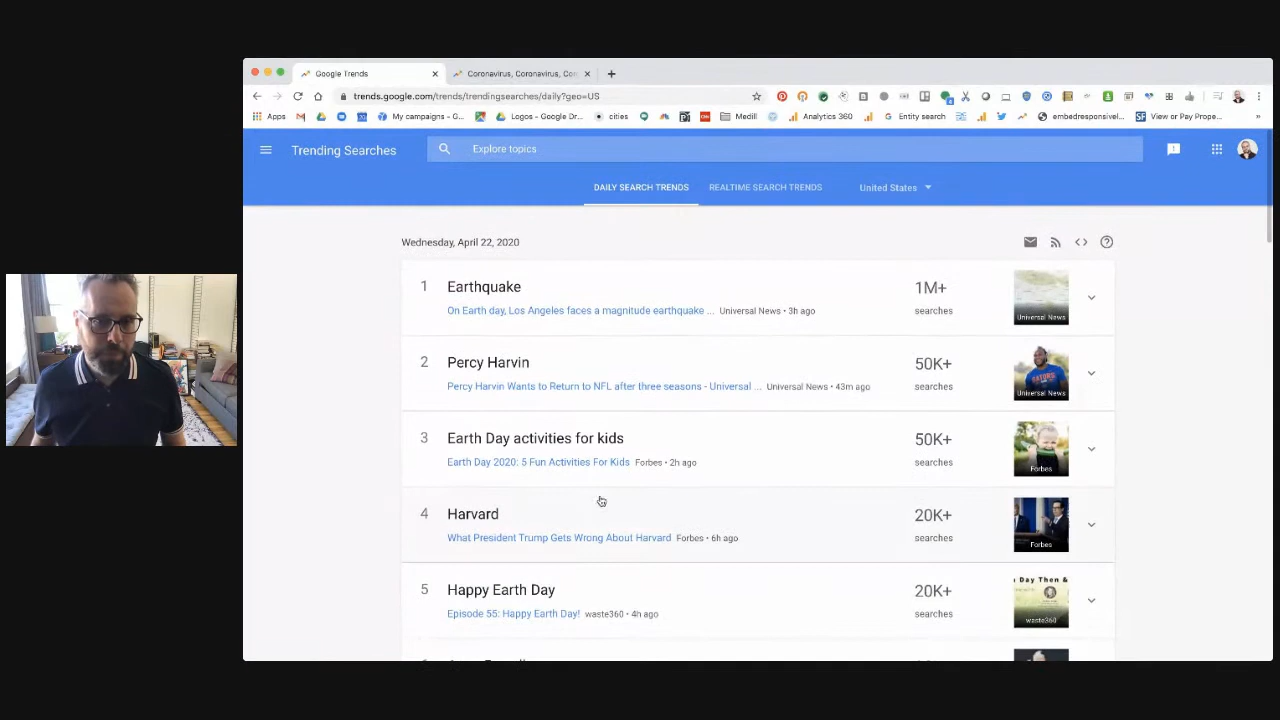 Google Trends
Coronavirus, Coronavirus, Cor
trends.google.com/trends/trendingsearches/daily?geo=US
Apps
My campaigns - G...
Logos - Google Dr...
cities
Medill
Analytics 360
Entity search
embedresponsivel...
View or Pay Prope...
Trending Searches
Explore topics
DAILY SEARCH TRENDS
REALTIME SEARCH TRENDS
United States
Wednesday, April 22, 2020
1
Earthquake
1M+
On Earth day, Los Angeles faces a magnitude earthquake ... Universal News • 3h ago
searches
Universal News
2
Percy Harvin
50K+
Percy Harvin Wants to Return to NFL after three seasons - Universal ... Universal News • 43m ago
searches
GATORS
Universal News
3
Earth Day activities for kids
50K+
Earth Day 2020: 5 Fun Activities For Kids Forbes • 2h ago
searches
Forbes
4
Harvard
20K+
What President Trump Gets Wrong About Harvard Forbes • 6h ago
searches
Forbes
5
Happy Earth Day
20K+
Episode 55: Happy Earth Day! waste360 • 4h ago
searches
Day Then &
waste360